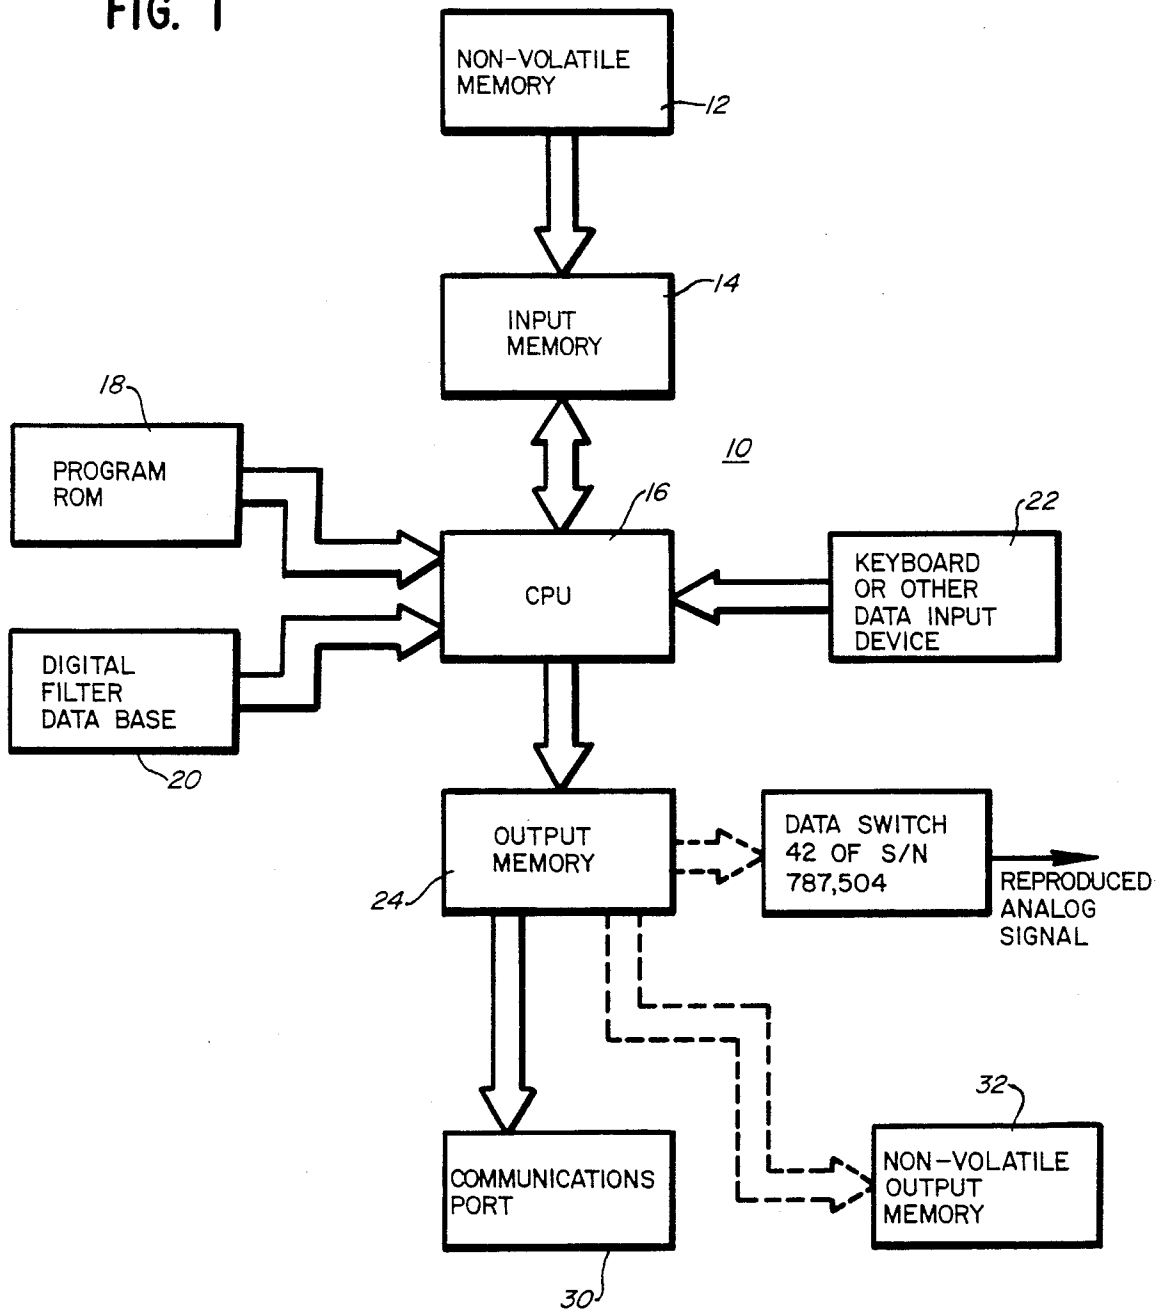 FIG. 1
NON-VOLATILE
MEMORY
12
INPUT
MEMORY
14
18
PROGRAM
ROM
10
16
CPU
22
KEYBOARD
OR OTHER
DATA INPUT
DEVICE
DIGITAL
FILTER
DATA BASE
20
OUTPUT
MEMORY
24
DATA SWITCH
42 OF S/N
787,504
REPRODUCED
ANALOG
SIGNAL
COMMUNICATIONS
PORT
30
32
NON-VOLATILE
OUTPUT
MEMORY